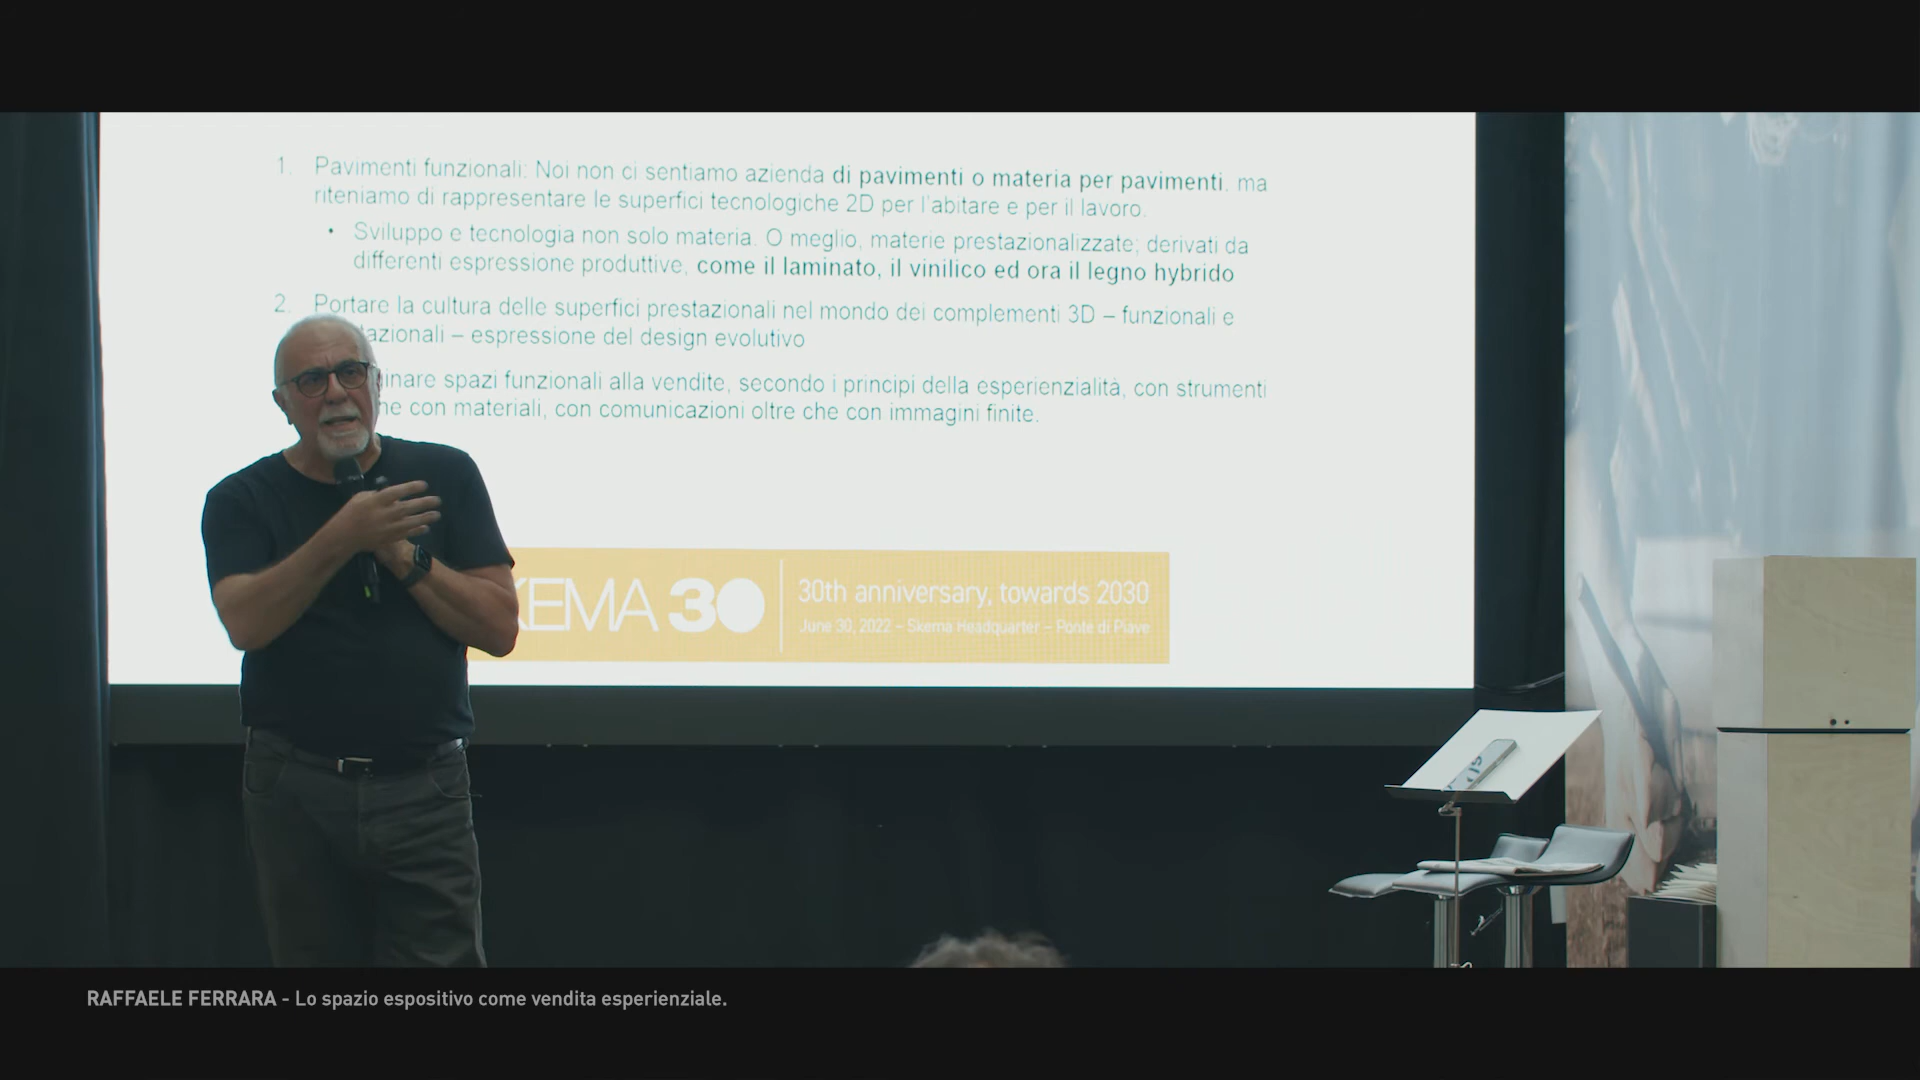 1. Pavimenti funzionali: Noi non ci sentiamo azienda di pavimenti o materia per pavimenti, ma
riteniamo di rappresentare le superfici tecnologiche 2D per l'abitare e per il lavoro.
• Sviluppo e tecnologia non solo materia. O meglio, materie prestazionalizzate; derivati da
differenti espressione produttive, come il laminato, il vinilico ed ora il legno hybrido
2. Portare la cultura delle superfici prestazionali nel mondo dei complementi 3D – funzionali e
tazionali – espressione del design evolutivo
inare spazi funzionali alla vendite, secondo i principi della esperienzialità, con strumenti
he con materiali, con comunicazioni oltre che con immagini finite.
KEMA 30
30th anniversary, towards 2030
June 30, 2022 – Skema Headquarter – Ponte di Piave
RAFFAELE FERRARA - Lo spazio espositivo come vendita esperienziale.